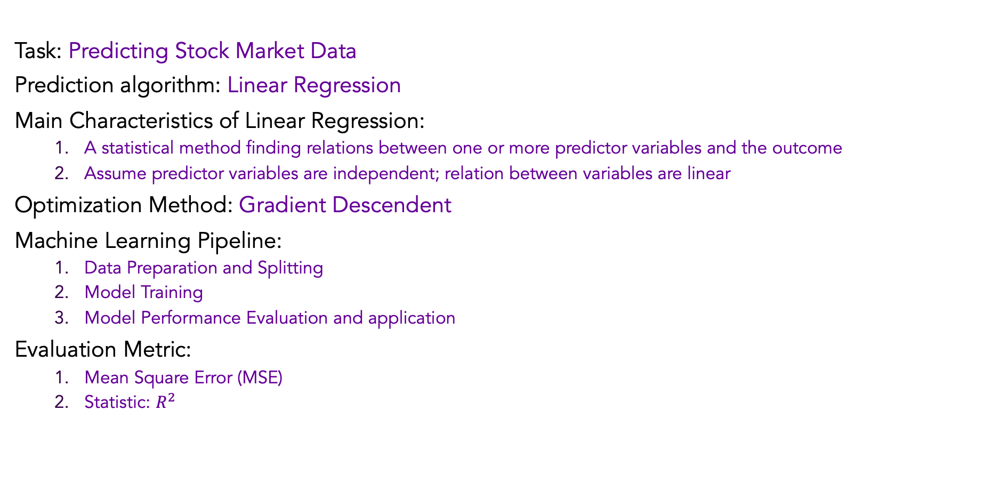 Task: Predicting Stock Market Data
Prediction algorithm: Linear Regression
Main Characteristics of Linear Regression:
1. A statistical method finding relations between one or more predictor variables and the outcome
2. Assume predictor variables are independent; relation between variables are linear
Optimization Method: Gradient Descendent
Machine Learning Pipeline:
1. Data Preparation and Splitting
2. Model Training
3. Model Performance Evaluation and application
Evaluation Metric:
1. Mean Square Error (MSE)
2. Statistic: R²